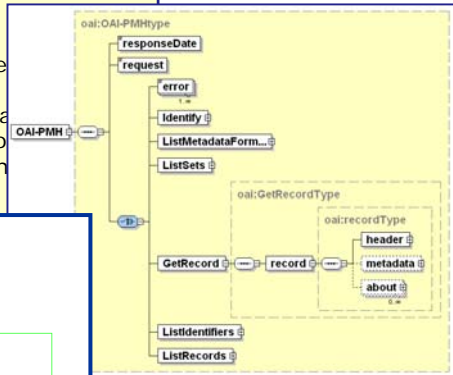 oai:OAI-PMHtype
responseDate
request
error
1..∞
Identify
ListMetadataForm...
OAI-PMH
ListSets
oai:GetRecordType
oai:recordType
header
GetRecord
record
metadata
about
0..∞
ListIdentifiers
ListRecords